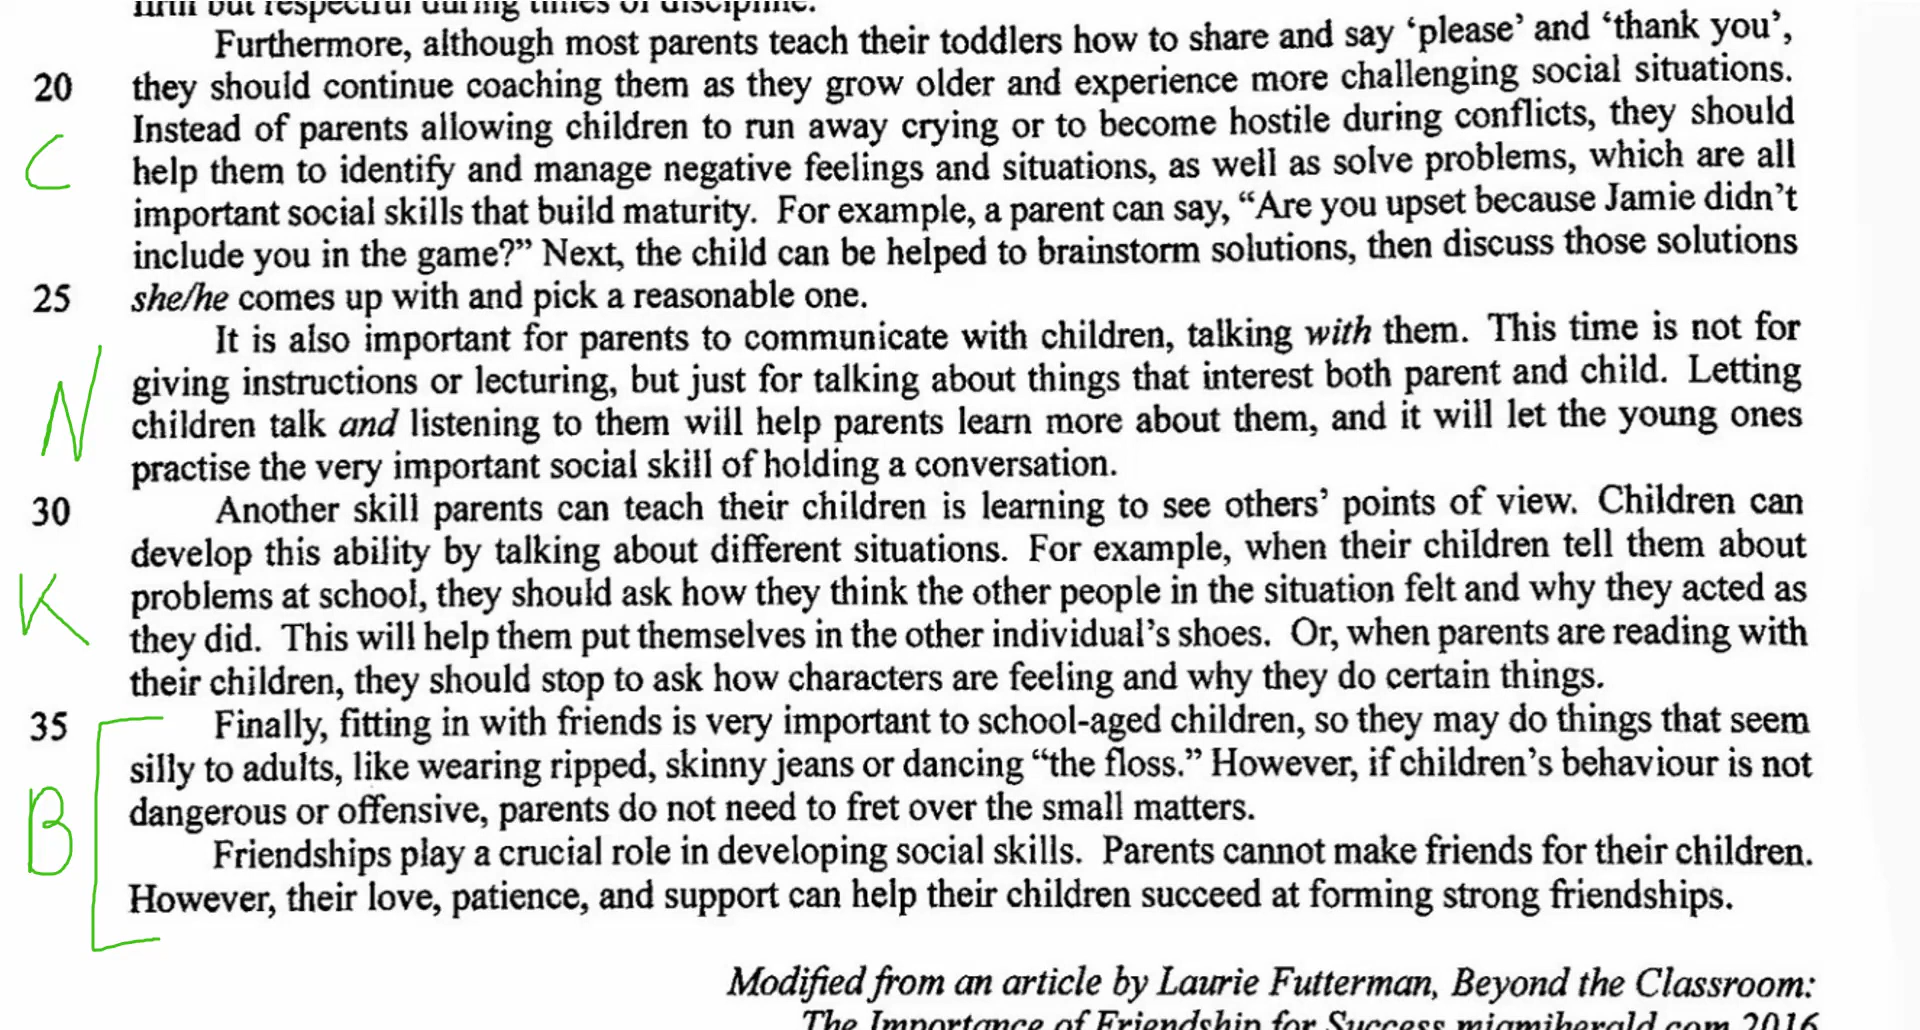 firm but respectful during times of discipline.
Furthermore, although most parents teach their toddlers how to share and say ‘please’ and ‘thank you’,
20 they should continue coaching them as they grow older and experience more challenging social situations.
Instead of parents allowing children to run away crying or to become hostile during conflicts, they should
C
help them to identify and manage negative feelings and situations, as well as solve problems, which are all
important social skills that build maturity. For example, a parent can say, “Are you upset because Jamie didn’t
include you in the game?” Next, the child can be helped to brainstorm solutions, then discuss those solutions
25 she/he comes up with and pick a reasonable one.
It is also important for parents to communicate with children, talking with them. This time is not for
giving instructions or lecturing, but just for talking about things that interest both parent and child. Letting
N
children talk and listening to them will help parents learn more about them, and it will let the young ones
practise the very important social skill of holding a conversation.
30 Another skill parents can teach their children is learning to see others’ points of view. Children can
develop this ability by talking about different situations. For example, when their children tell them about
K
problems at school, they should ask how they think the other people in the situation felt and why they acted as
they did. This will help them put themselves in the other individual’s shoes. Or, when parents are reading with
their children, they should stop to ask how characters are feeling and why they do certain things.
35 Finally, fitting in with friends is very important to school-aged children, so they may do things that seem
silly to adults, like wearing ripped, skinny jeans or dancing “the floss.” However, if children’s behaviour is not
dangerous or offensive, parents do not need to fret over the small matters.
B
Friendships play a crucial role in developing social skills. Parents cannot make friends for their children.
However, their love, patience, and support can help their children succeed at forming strong friendships.
Modified from an article by Laurie Futterman, Beyond the Classroom:
The Importance of Friendship for Success miamiherald.com 2016